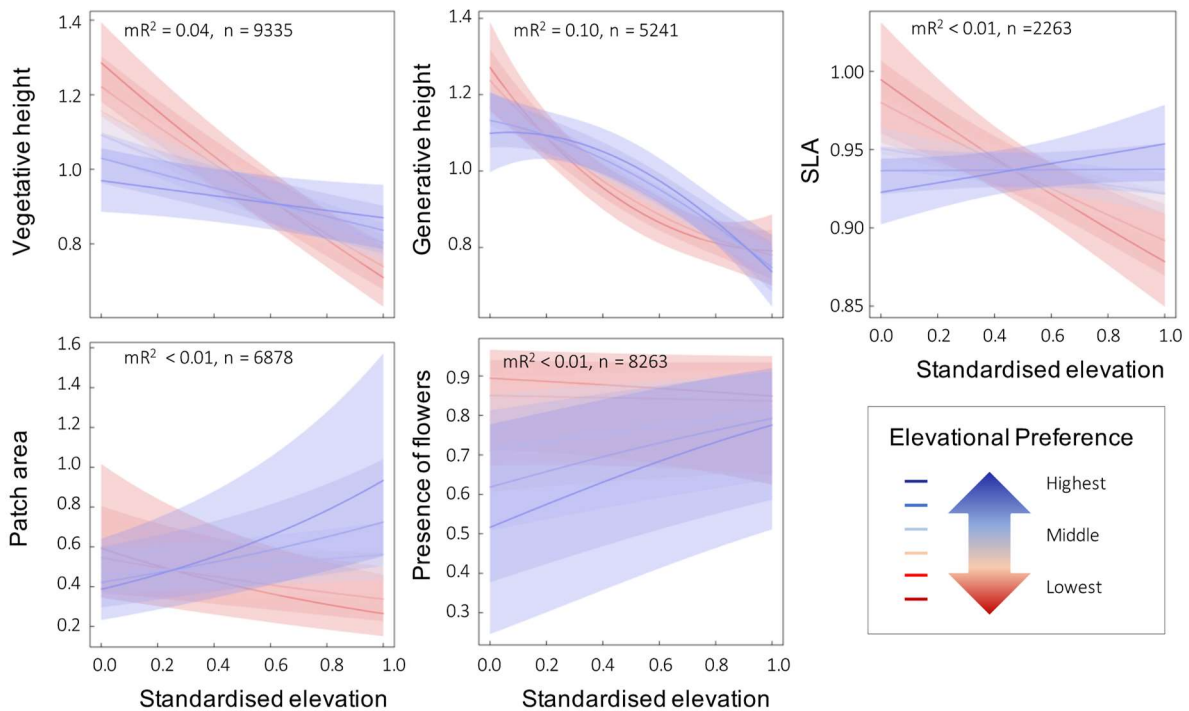 mR² = 0.04, n = 9335
Vegetative height
1.4
1.2
1.0
0.8
mR² = 0.10, n = 5241
Generative height
1.4
1.2
1.0
0.8
mR² < 0.01, n =2263
SLA
1.00
0.95
0.90
0.85
0.0 0.2 0.4 0.6 0.8 1.0
Standardised elevation
mR² < 0.01, n = 6878
Patch area
1.6
1.4
1.2
1.0
0.8
0.6
0.4
0.2
0.0 0.2 0.4 0.6 0.8 1.0
Standardised elevation
mR² < 0.01, n = 8263
Presence of flowers
0.9
0.8
0.7
0.6
0.5
0.4
0.3
0.0 0.2 0.4 0.6 0.8 1.0
Standardised elevation
Elevational Preference
Highest
Middle
Lowest